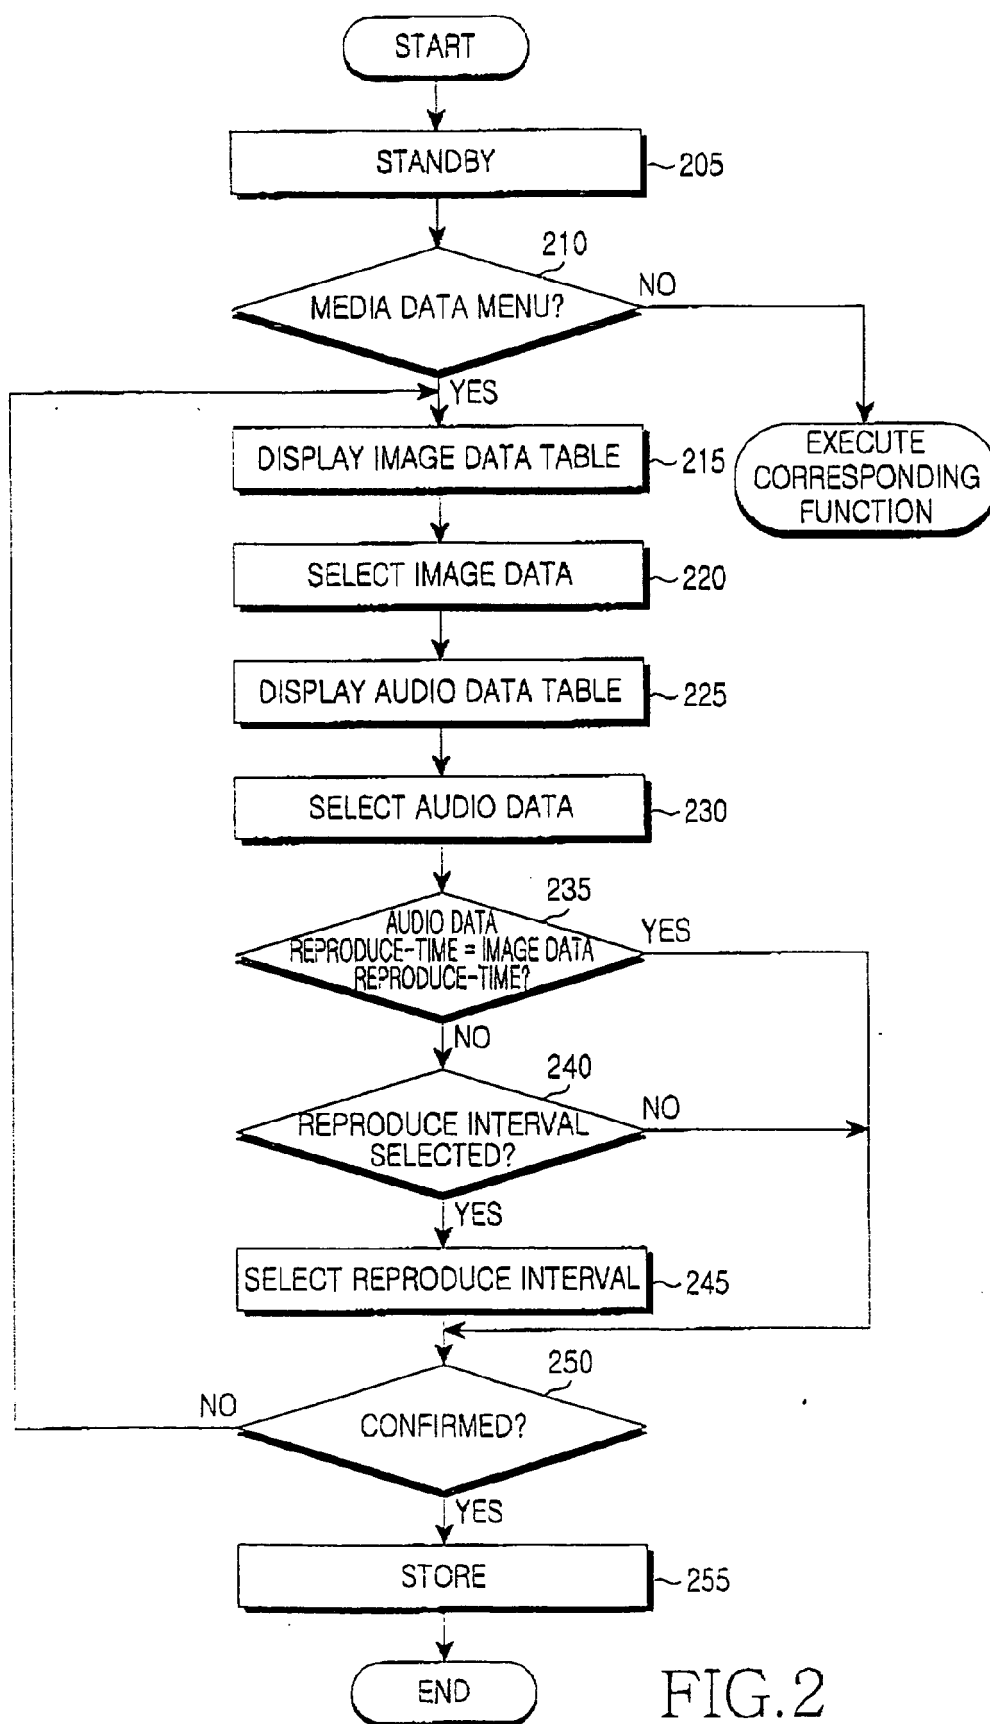 START
STANDBY
205
210
MEDIA DATA MENU?
NO
YES
DISPLAY IMAGE DATA TABLE
215
EXECUTE
CORRESPONDING
FUNCTION
SELECT IMAGE DATA
220
DISPLAY AUDIO DATA TABLE
225
SELECT AUDIO DATA
230
235
AUDIO DATA
REPRODUCE-TIME = IMAGE DATA
REPRODUCE-TIME?
YES
NO
240
REPRODUCE INTERVAL
SELECTED?
NO
YES
SELECT REPRODUCE INTERVAL
245
250
NO
CONFIRMED?
YES
STORE
255
END
FIG.2